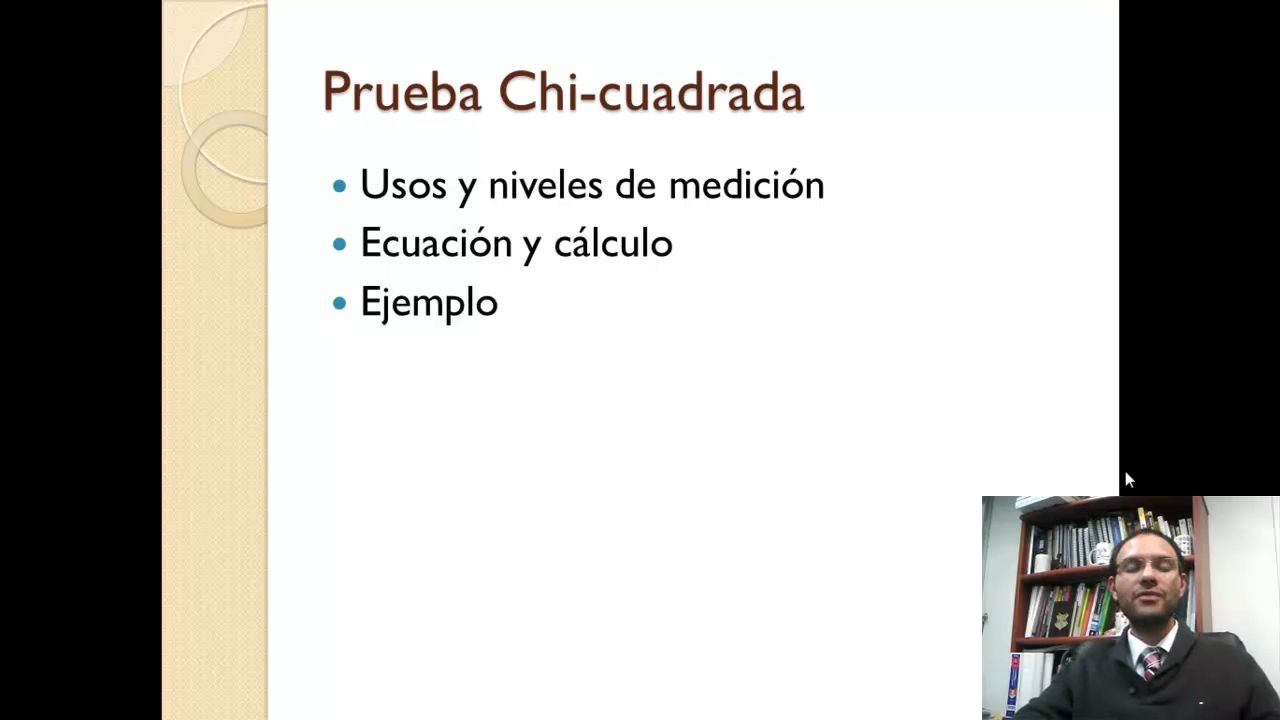 Prueba Chi-cuadrada
Usos y niveles de medición
Ecuación y cálculo
Ejemplo